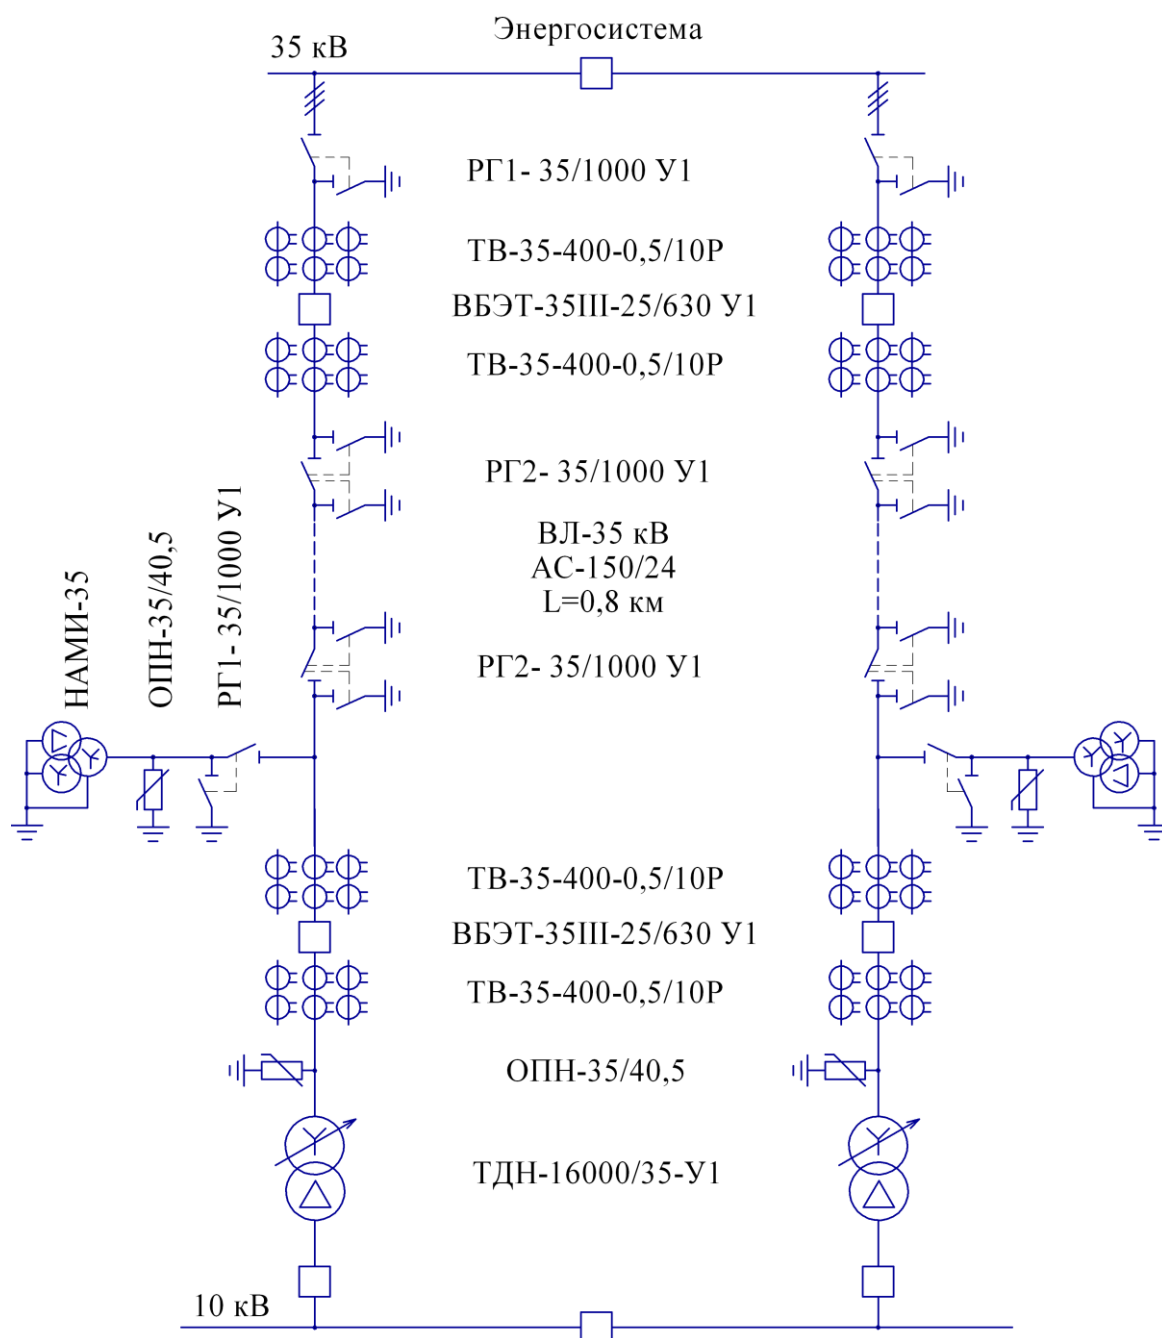 Энергосистема
35 кВ
РГ1- 35/1000 У1
ТВ-35-400-0,5/10Р
ВБЭТ-35III-25/630 У1
ТВ-35-400-0,5/10Р
РГ2- 35/1000 У1
ВЛ-35 кВ
АС-150/24
L=0,8 км
РГ2- 35/1000 У1
НАМИ-35
ОПН-35/40,5
РГ1- 35/1000 У1
ТВ-35-400-0,5/10Р
ВБЭТ-35III-25/630 У1
ТВ-35-400-0,5/10Р
ОПН-35/40,5
ТДН-16000/35-У1
10 кВ